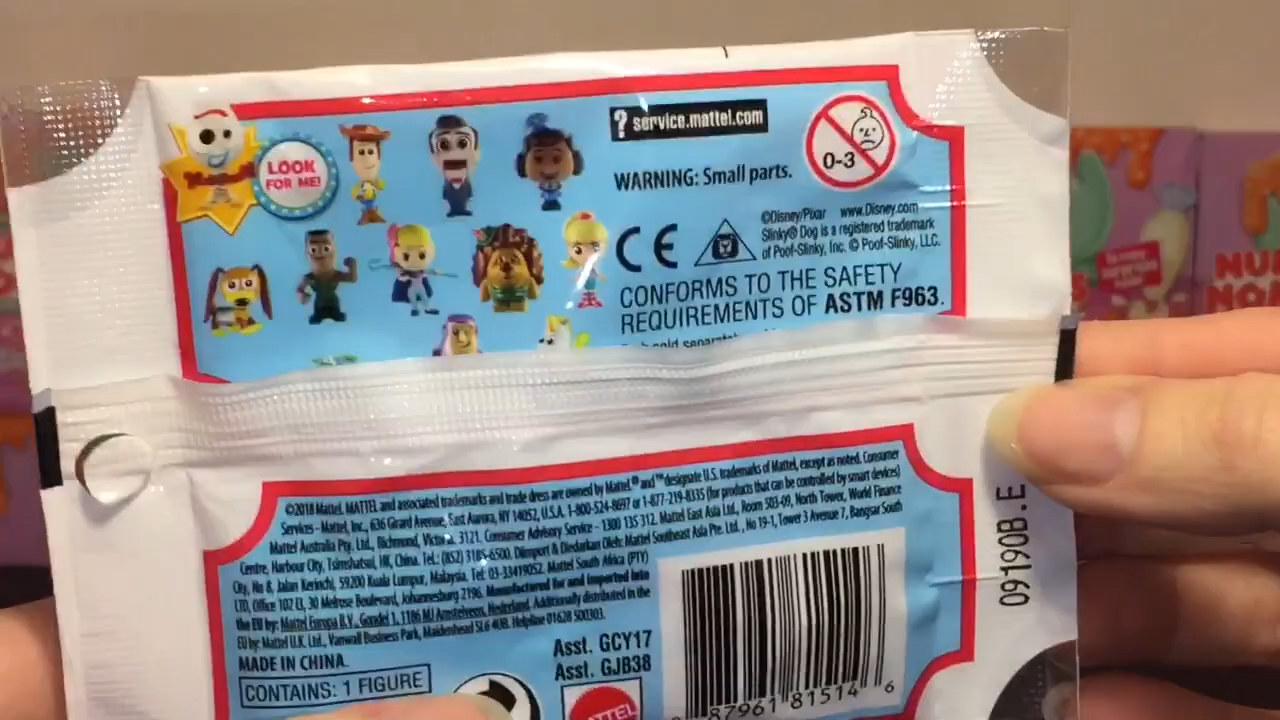 LOOK
FOR ME!
? service.mattel.com
WARNING: Small parts.
0-3
CE
©Disney/Pixar www.Disney.com
Slinky® Dog is a registered trademark
of Poof-Slinky, Inc. © Poof-Slinky, LLC.
CONFORMS TO THE SAFETY
REQUIREMENTS OF ASTM F963.
©2018 Mattel. MATTEL and associated trademarks and trade dress are owned by Mattel.® and ™ designate U.S. trademarks of Mattel, except as noted. Consumer
Services - Mattel, Inc., 636 Girard Avenue, East Aurora, NY 14052, U.S.A. 1-800-524-8697 or 1-877-219-8335 (for products that can be controlled by smart devices)
Mattel Australia Pty. Ltd., Richmond, Victoria. 3121. Consumer Advisory Service - 1300 135 312. Mattel East Asia Ltd., Room 503-09, North Tower, World Finance
Centre, Harbour City, Tsimshatsui, HK, China. Tel.: (852) 3185-6500. Diimport & Diedarkan Oleh: Mattel Southeast Asia Pte. Ltd., No 19-1, Tower 3 Avenue 7, Bangsar South
City, No 8, Jalan Kerinchi, 59200 Kuala Lumpur, Malaysia. Tel: 03-33419052. Mattel South Africa (PTY)
LTD, Office 102 I3, 30 Melrose Boulevard, Johannesburg 2196. Manufactured for and imported into
the EU by: Mattel Europa B.V., Gondel 1, 1186 MJ Amstelveen, Nederland. Additionally distributed in the
EU by: Mattel U.K. Ltd., Vanwall Business Park, Maidenhead SL6 4UB. Helpline 01628 500303.
MADE IN CHINA.
CONTAINS: 1 FIGURE
Asst. GCY17
Asst. GJB38
MATTEL
87961 81514 6
09190B.E
NUM
NOM